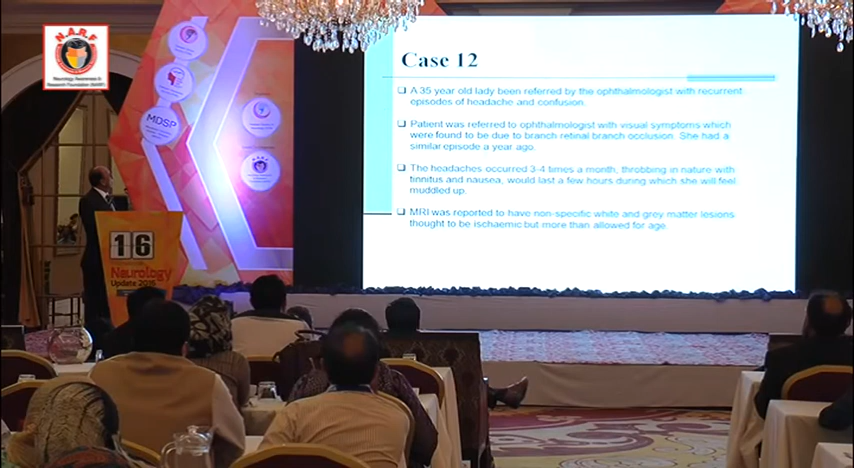 N.A.R.F
Neurology Awareness &
Research Foundation (NARF)
MDSP
N.A.R.F
16
Neurology
Update 2015
Case 12
A 35 year old lady been referred by the ophthalmologist with recurrent
episodes of headache and confusion.
Patient was referred to ophthalmologist with visual symptoms which
were found to be due to branch retinal branch occlusion. She had a
similar episode a year ago.
The headaches occurred 3-4 times a month, throbbing in nature with
tinnitus and nausea, would last a few hours during which she will feel
muddled up.
MRI was reported to have non-specific white and grey matter lesions
thought to be ischaemic but more than allowed for age.